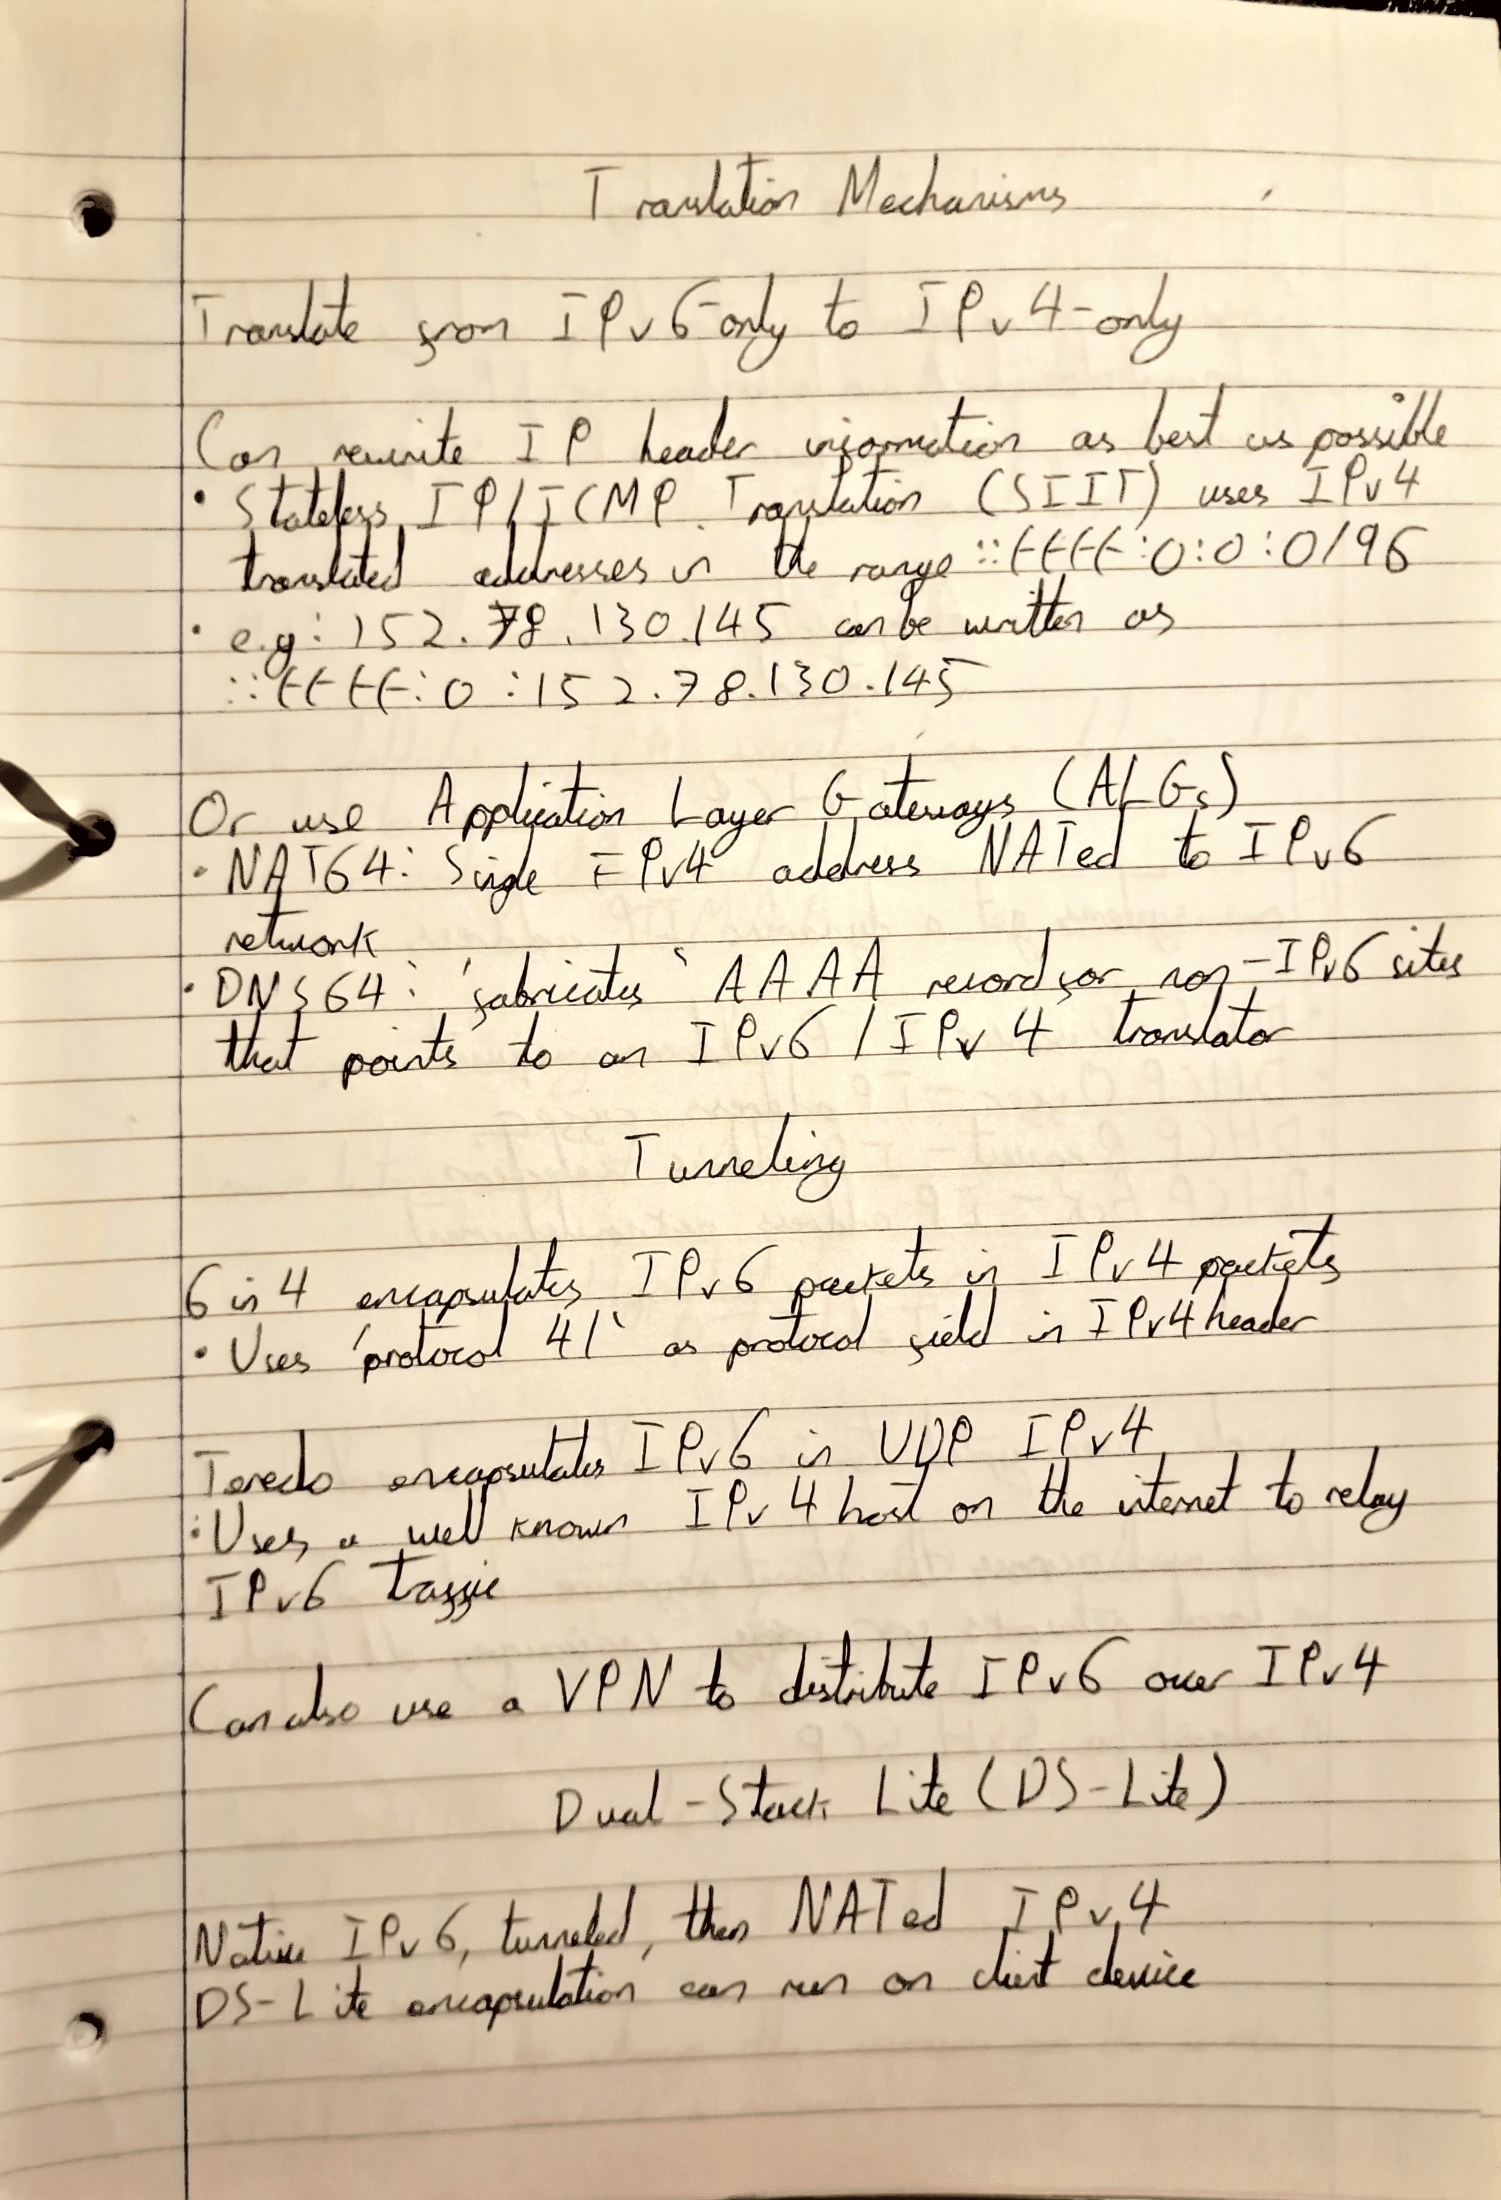 Translation Mechanisms
Translate from IPv6-only to IPv4-only
Can rewrite IP header information as best as possible
• Stateless IP/ICMP Translation (SIIT) uses IPv4
translated addresses in the range ::ffff:0:0:0/96
• e.g: 152.78.130.145 can be written as
::ffff:0:152.78.130.145
Or use Application Layer Gateways (ALGs)
• NAT64: Single IPv4 address NATed to IPv6
network
• DNS64: 'fabricates' AAAA record for non-IPv6 sites
that points to an IPv6/IPv4 translator
Tunneling
6in4 encapsulates IPv6 packets in IPv4 packets
• Uses 'protocol 41' as protocol field in IPv4 header
Teredo encapsulates IPv6 in UDP IPv4
• Uses a well known IPv4 host on the internet to relay
IPv6 traffic
Can also use a VPN to distribute IPv6 over IPv4
Dual-Stack Lite (DS-Lite)
Native IPv6, tunneled, then NATed IPv4
DS-Lite encapsulation can run on client device